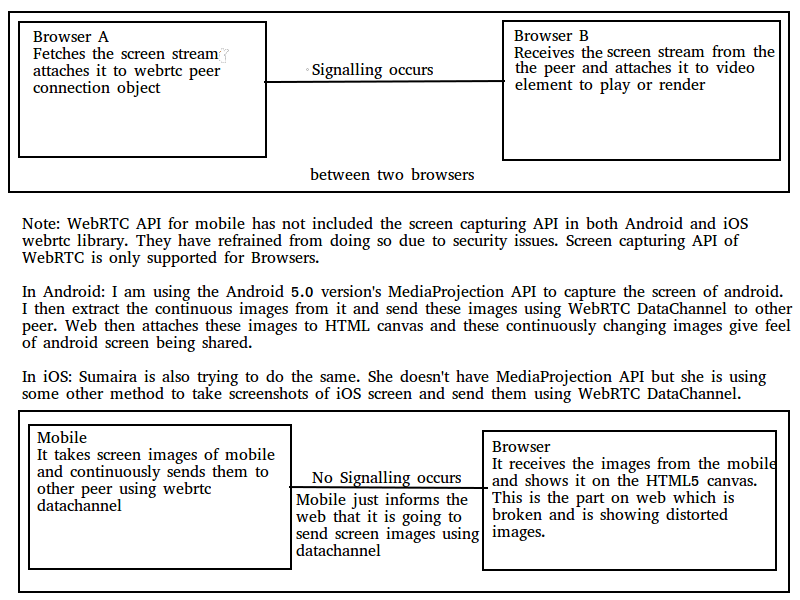 Browser A
Fetches the screen stream
attaches it to webrtc peer
connection object
Signalling occurs
Browser B
Receives the screen stream from the
the peer and attaches it to video
element to play or render
between two browsers
Note: WebRTC API for mobile has not included the screen capturing API in both Android and iOS
webrtc library. They have refrained from doing so due to security issues. Screen capturing API of
WebRTC is only supported for Browsers.
In Android: I am using the Android 5.0 version's MediaProjection API to capture the screen of android.
I then extract the continuous images from it and send these images using WebRTC DataChannel to other
peer. Web then attaches these images to HTML canvas and these continuously changing images give feel
of android screen being shared.
In iOS: Sumaira is also trying to do the same. She doesn't have MediaProjection API but she is using
some other method to take screenshots of iOS screen and send them using WebRTC DataChannel.
Mobile
It takes screen images of mobile
and continuously sends them to
other peer using webrtc
datachannel
No Signalling occurs
Mobile just informs the
web that it is going to
send screen images using
datachannel
Browser
It receives the images from the mobile
and shows it on the HTML5 canvas.
This is the part on web which is
broken and is showing distorted
images.